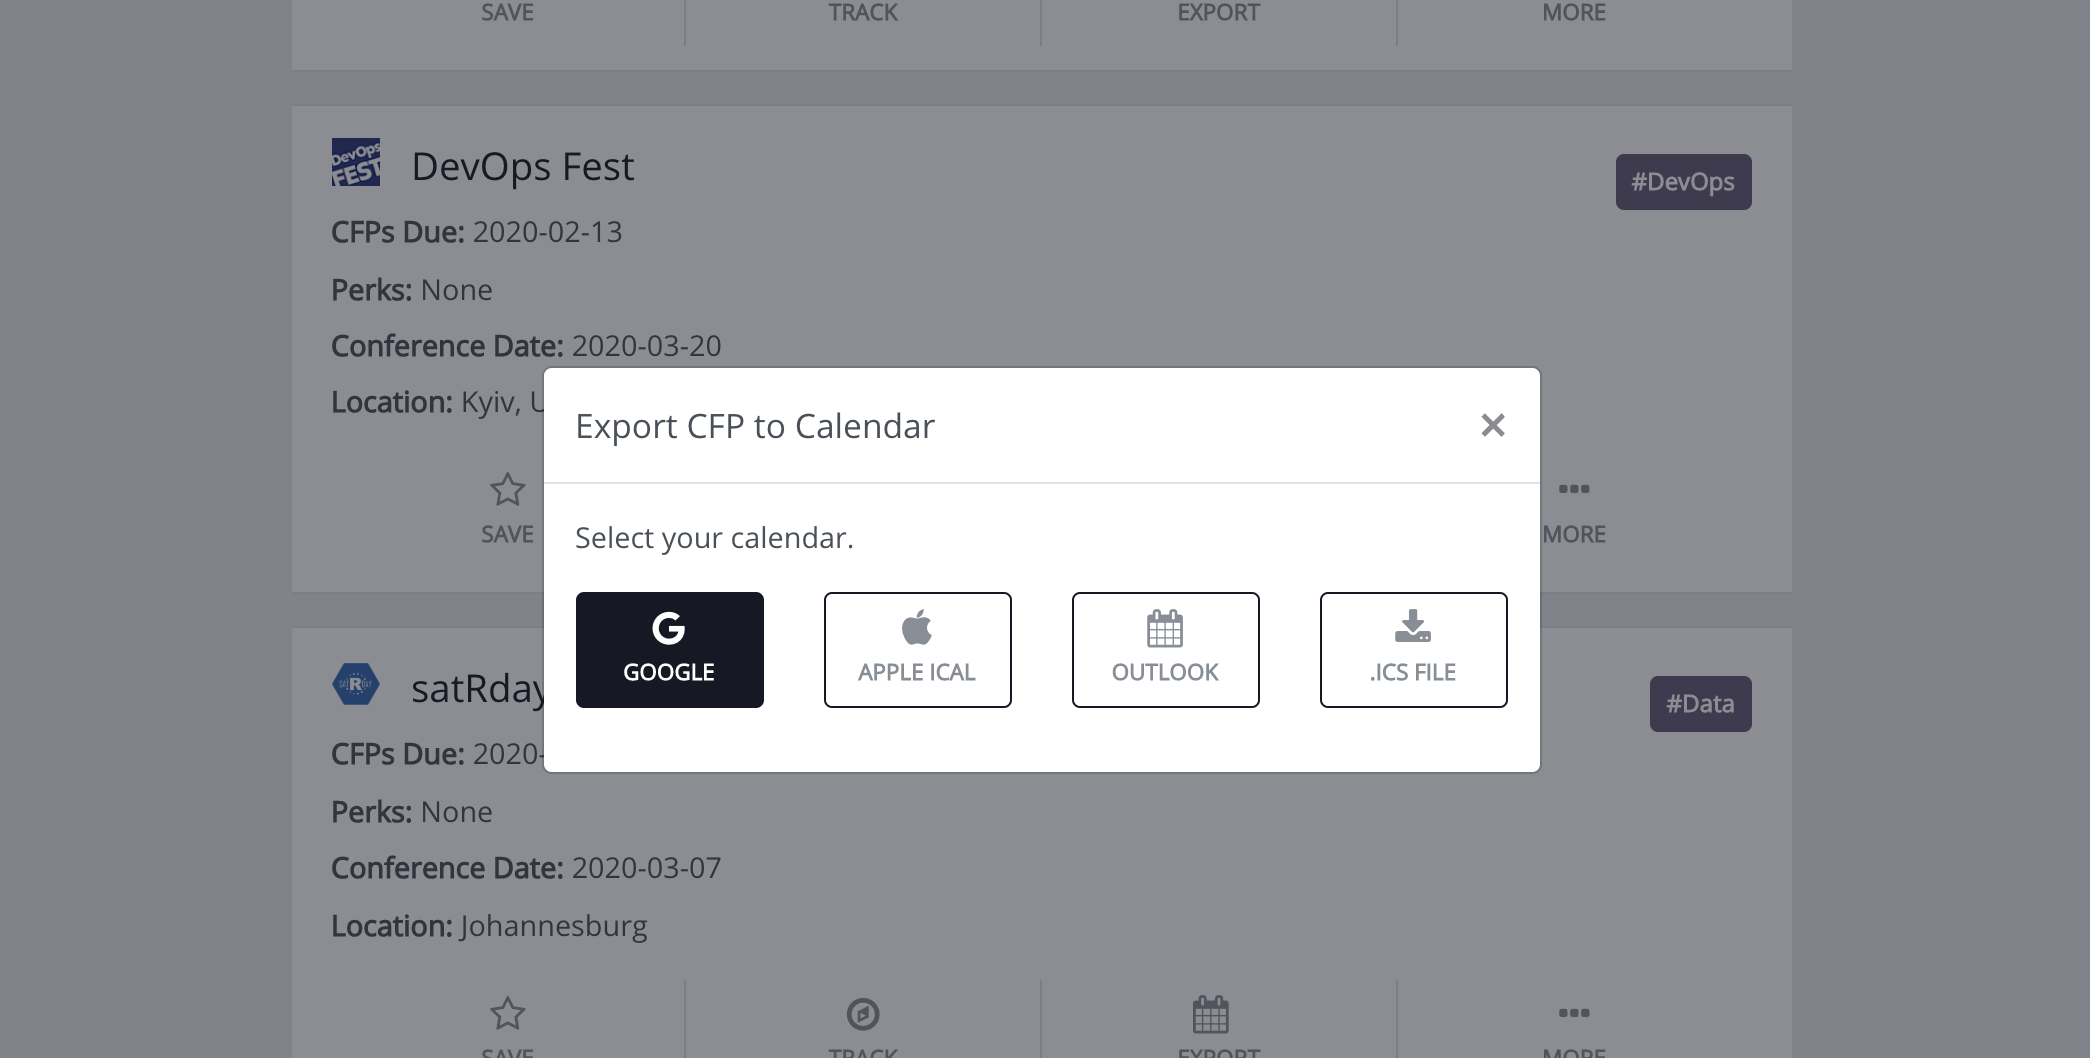 SAVE TRACK EXPORT MORE
DevOps FEST
DevOps Fest
#DevOps
CFPs Due: 2020-02-13
Perks: None
Conference Date: 2020-03-20
Location: Kyiv, U
SAVE
MORE
Export CFP to Calendar
Select your calendar.
GOOGLE APPLE ICAL OUTLOOK .ICS FILE
satRday
#Data
CFPs Due: 2020-
Perks: None
Conference Date: 2020-03-07
Location: Johannesburg
SAVE TRACK EXPORT MORE